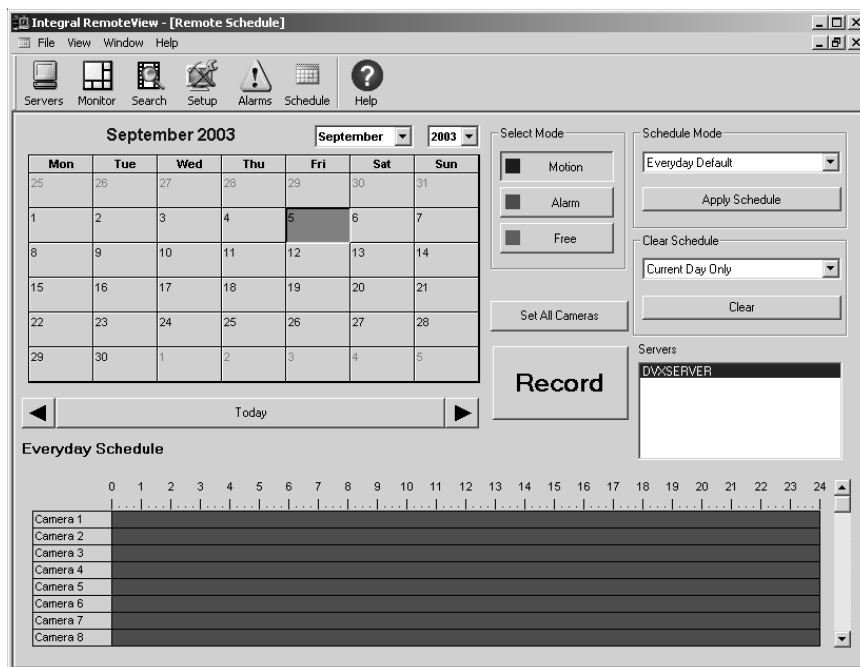 Integral RemoteView - [Remote Schedule]
File View Window Help
Servers Monitor Search Setup Alarms Schedule Help
September 2003 September 2003
Mon Tue Wed Thu Fri Sat Sun
25 26 27 28 29 30 31
1 2 3 4 5 6 7
8 9 10 11 12 13 14
15 16 17 18 19 20 21
22 23 24 25 26 27 28
29 30 1 2 3 4 5
Today
Select Mode
Motion
Alarm
Free
Set All Cameras
Record
Schedule Mode
Everyday Default
Apply Schedule
Clear Schedule
Current Day Only
Clear
Servers
DVXSERVER
Everyday Schedule
0 1 2 3 4 5 6 7 8 9 10 11 12 13 14 15 16 17 18 19 20 21 22 23 24
Camera 1
Camera 2
Camera 3
Camera 4
Camera 5
Camera 6
Camera 7
Camera 8